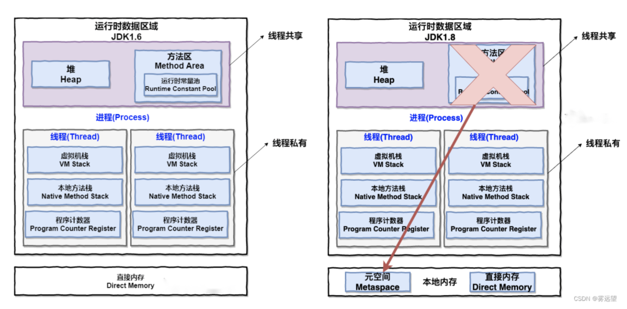 运行时数据区域
JDK1.6
线程共享
堆
Heap
方法区
Method Area
运行时常量池
Runtime Constant Pool
进程(Process)
线程(Thread)
线程(Thread)
线程私有
虚拟机栈
VM Stack
虚拟机栈
VM Stack
本地方法栈
Native Method Stack
本地方法栈
Native Method Stack
程序计数器
Program Counter Register
程序计数器
Program Counter Register
直接内存
Direct Memory
运行时数据区域
JDK1.8
线程共享
堆
Heap
方法区
进程(Process)
线程(Thread)
线程(Thread)
线程私有
虚拟机栈
VM Stack
虚拟机栈
VM Stack
本地方法栈
Native Method Stack
本地方法栈
Native Method Stack
程序计数器
Program Counter Register
程序计数器
Program Counter Register
元空间
Metaspace
本地内存
直接内存
Direct Memory